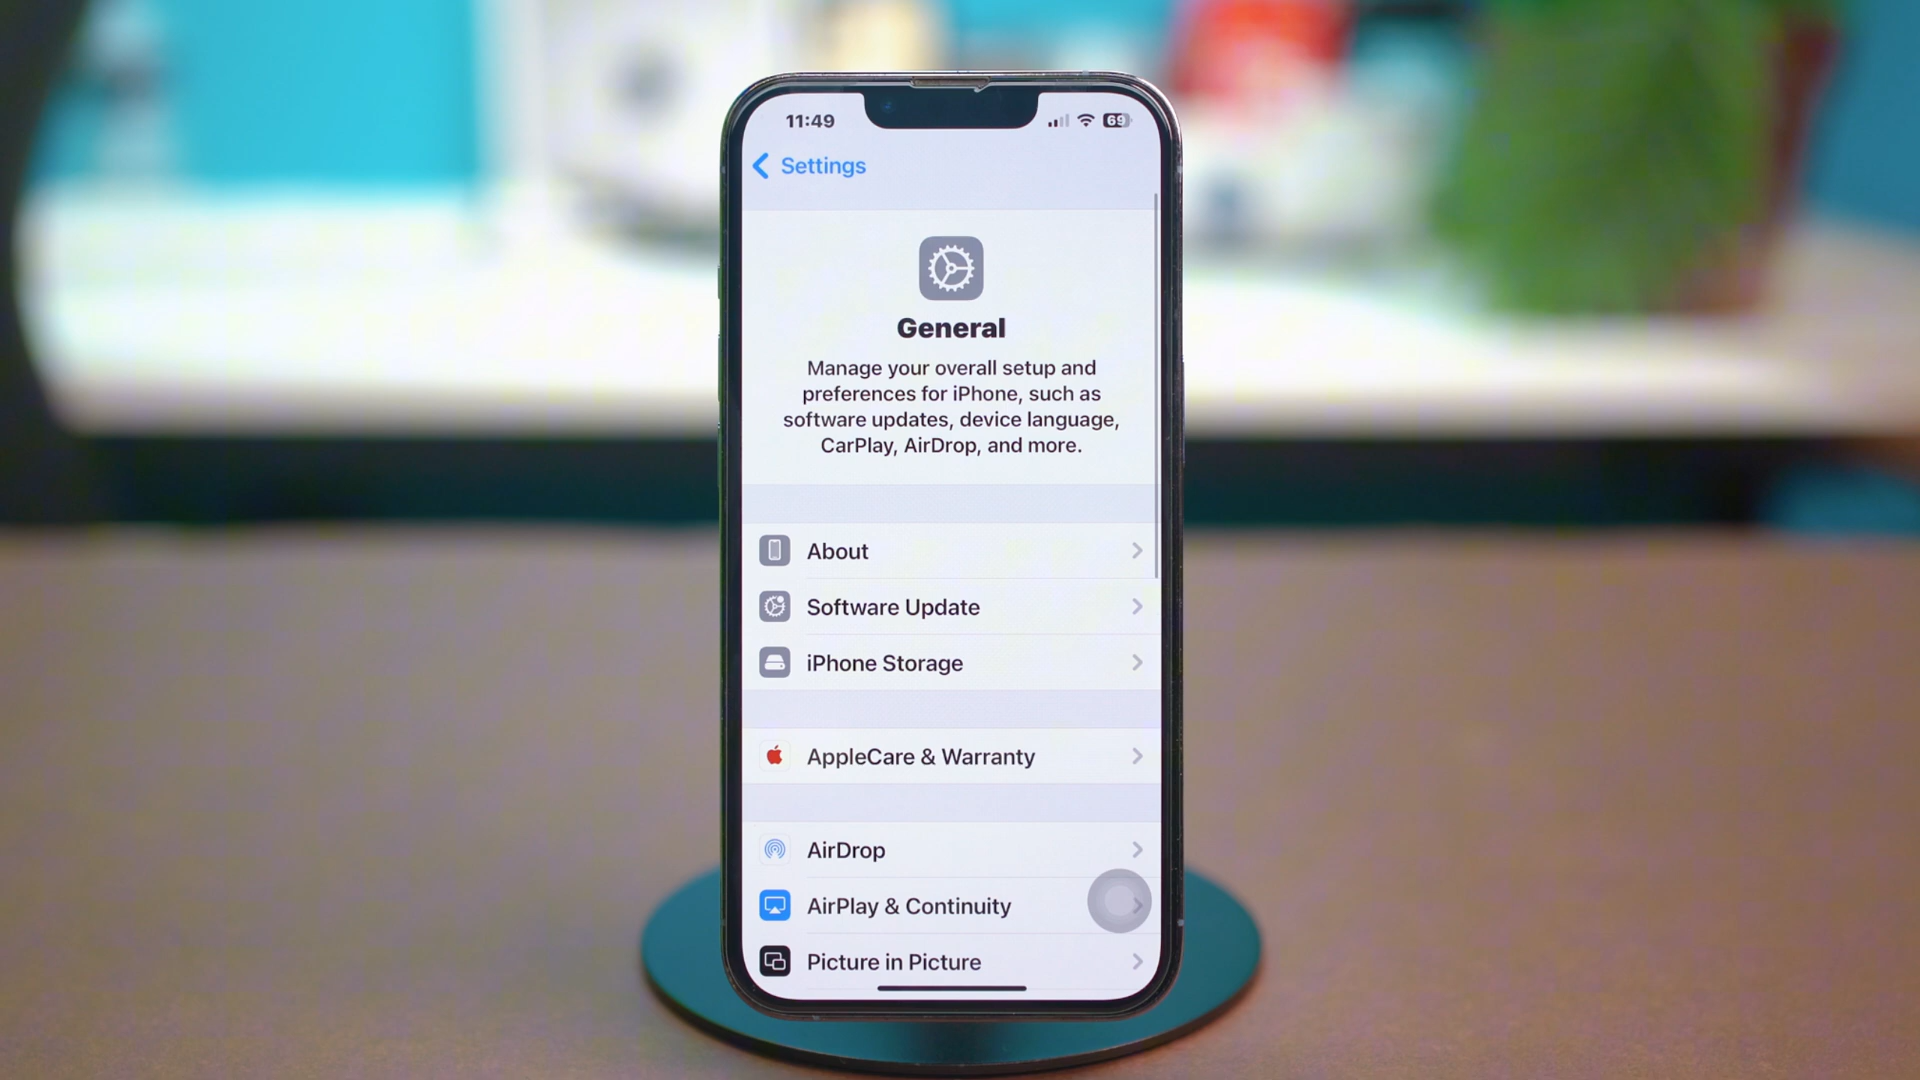 11:49
69
Settings
General
Manage your overall setup and
preferences for iPhone, such as
software updates, device language,
CarPlay, AirDrop, and more.
About
Software Update
iPhone Storage
AppleCare & Warranty
AirDrop
AirPlay & Continuity
Picture in Picture